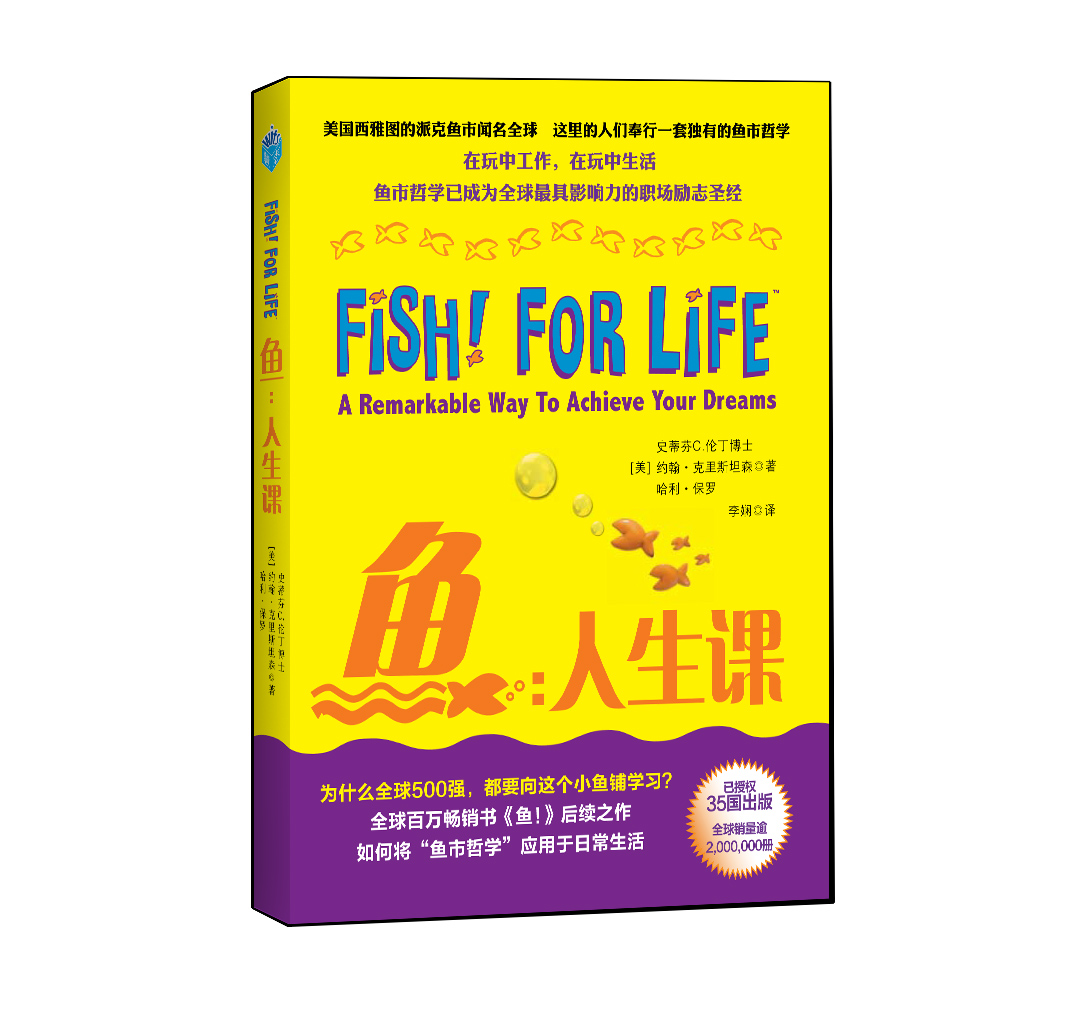 美国西雅图的派克鱼市闻名全球 这里的人们奉行一套独有的鱼市哲学
在玩中工作，在玩中生活
鱼市哲学已成为全球最具影响力的职场励志圣经
FiSH! FOR LiFE™
A Remarkable Way To Achieve Your Dreams
史蒂芬C.伦丁博士
[美] 约翰·克里斯坦森◎著
哈利·保罗
李娴◎译
鱼:人生课
为什么全球500强，都要向这个小鱼铺学习？
全球百万畅销书《鱼！》后续之作
如何将“鱼市哲学”应用于日常生活
已授权
35国出版
全球销量逾
2,000,000册
FiSH! FOR LiFE
鱼:人生课
[美]
史蒂芬C.伦丁博士
约翰·克里斯坦森◎著
哈利·保罗